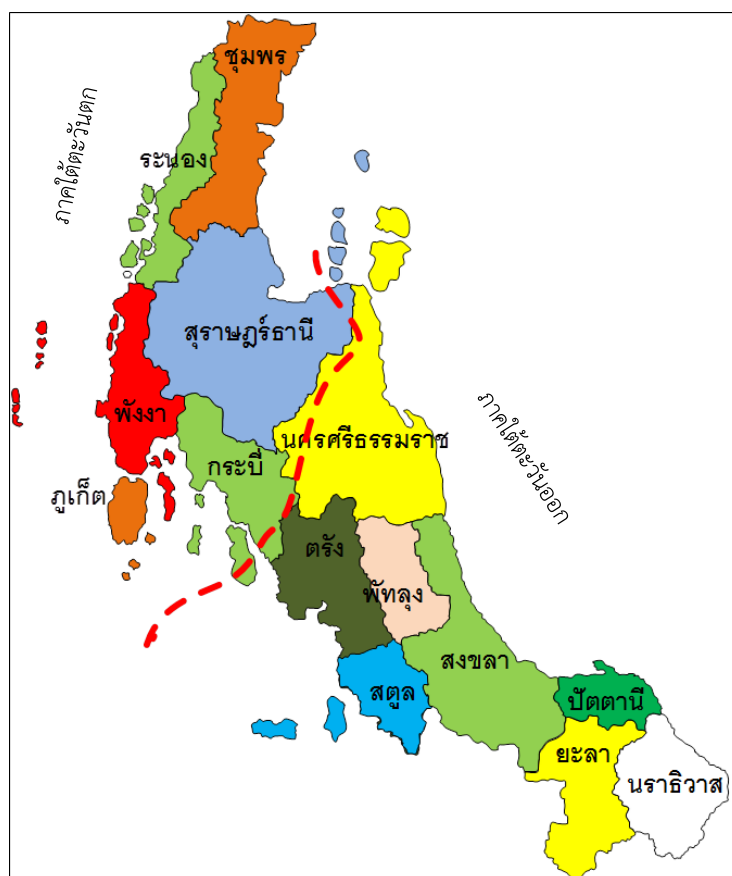 ชุมพร
ภาคใต้ตะวันตก
ระนอง
สุราษฎร์ธานี
พังงา
นครศรีธรรมราช
ภาคใต้ตะวันออก
กระบี่
ภูเก็ต
ตรัง
พัทลุง
สงขลา
สตูล
ปัตตานี
ยะลา
นราธิวาส